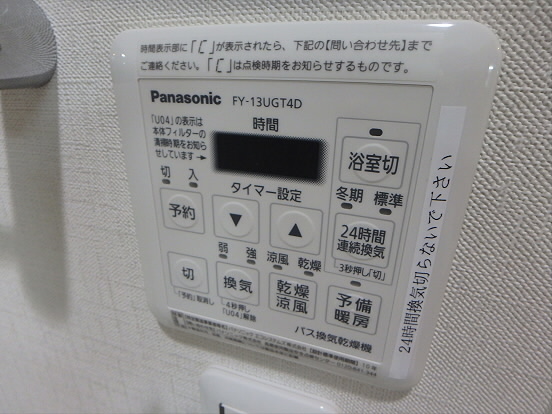 時間表示部に「[」が表示されたら、下記の【問い合わせ先】まで
ご連絡ください。「[」は点検時期をお知らせするものです。
Panasonic FY-13UGT4D
「U04」の表示は
本体フィルターの
清掃時期をお知ら
せしています→
時間
浴室切
切 入
タイマー設定
冬期 標準
予約
▼
▲
24時間
連続換気
3秒押し「切」
弱 強 涼風 乾燥
切
換気
乾燥
涼風
予備
暖房
「予約」取消し
4秒押し
「U04」解除
バス換気乾燥機
24時間換気切らないで下さい